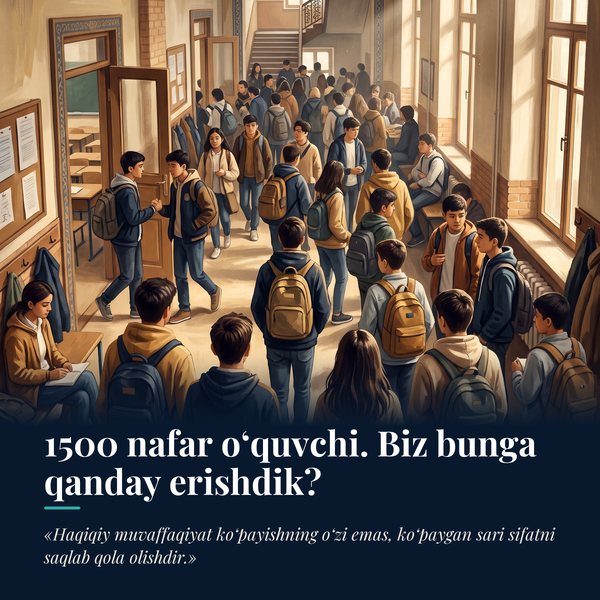 1500 nafar oʻquvchi. Biz bunga
qanday erishdik?
«Haqiqiy muvaffaqiyat koʻpayishning oʻzi emas, koʻpaygan sari sifatni
saqlab qola olishdir.»